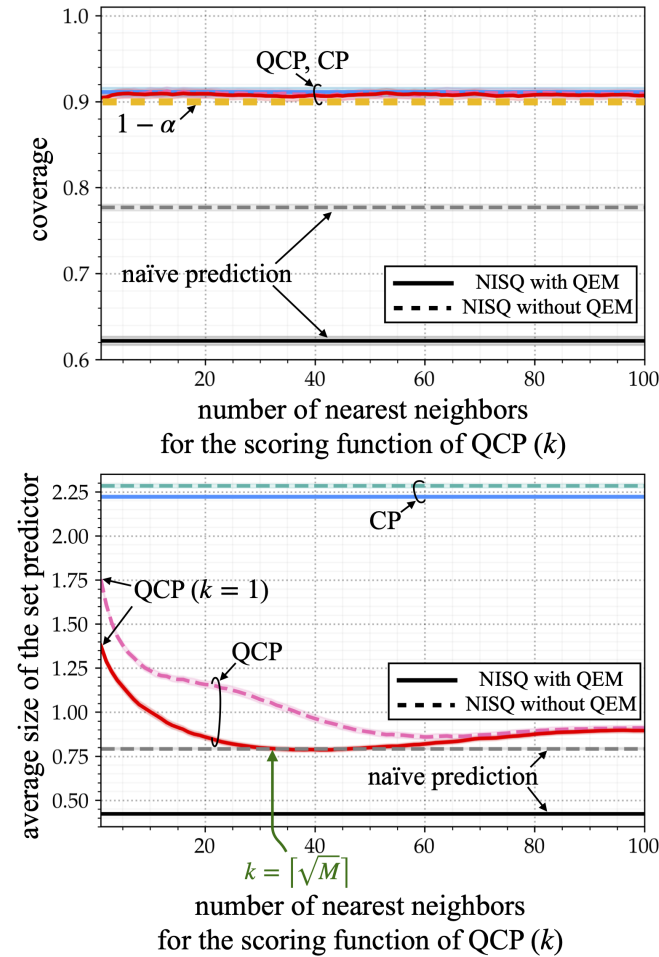 1.0
QCP, CP
0.9
1 − α
0.8
coverage
0.7
naïve prediction
NISQ with QEM
NISQ without QEM
0.6
20 40 60 80 100
number of nearest neighbors
for the scoring function of QCP (k)
2.25
CP
2.00
1.75
QCP (k = 1)
1.50
QCP
1.25
NISQ with QEM
NISQ without QEM
1.00
average size of the set predictor
0.75
naïve prediction
0.50
20 40 60 80 100
k = ⌈√M⌉
number of nearest neighbors
for the scoring function of QCP (k)